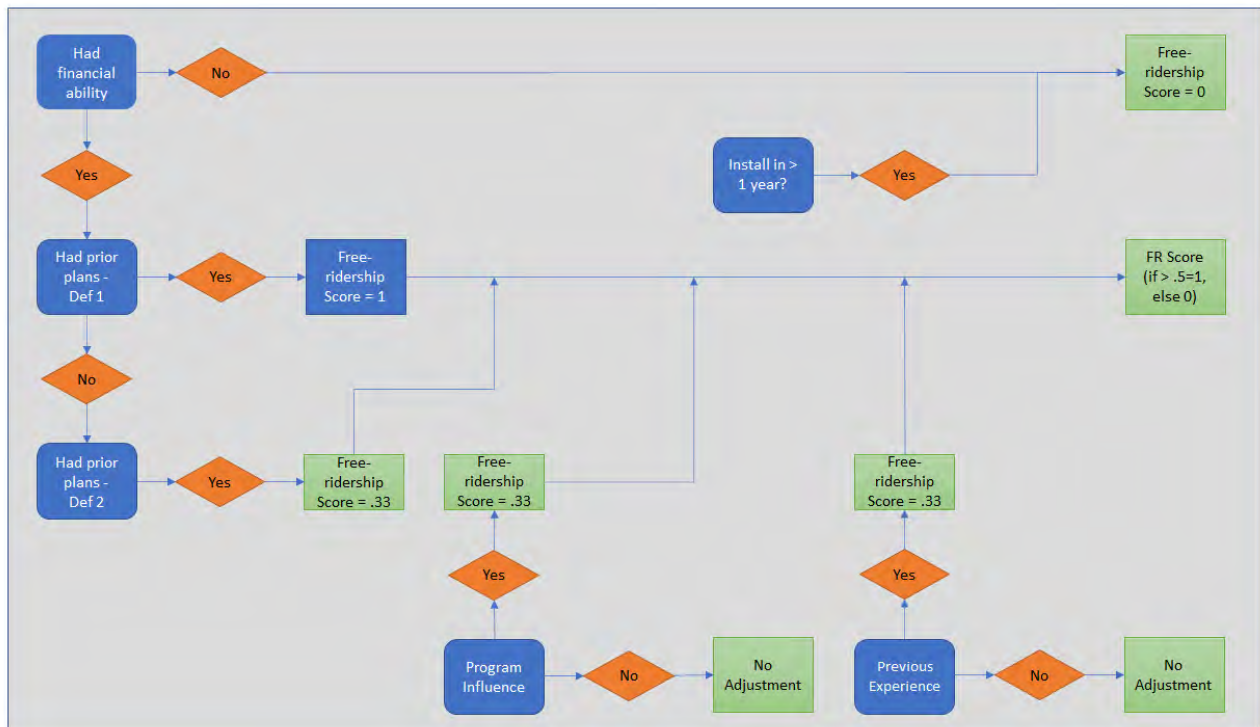 Had
financial
ability
No
Free-
ridership
Score = 0
Yes
Install in >
1 year?
Yes
Had prior
plans -
Def 1
Yes
Free-
ridership
Score = 1
FR Score
(if > .5=1,
else 0)
No
Had prior
plans -
Def 2
Yes
Free-
ridership
Score = .33
Free-
ridership
Score = .33
Free-
ridership
Score = .33
Yes
Yes
Program
Influence
No
No
Adjustment
Previous
Experience
No
No
Adjustment